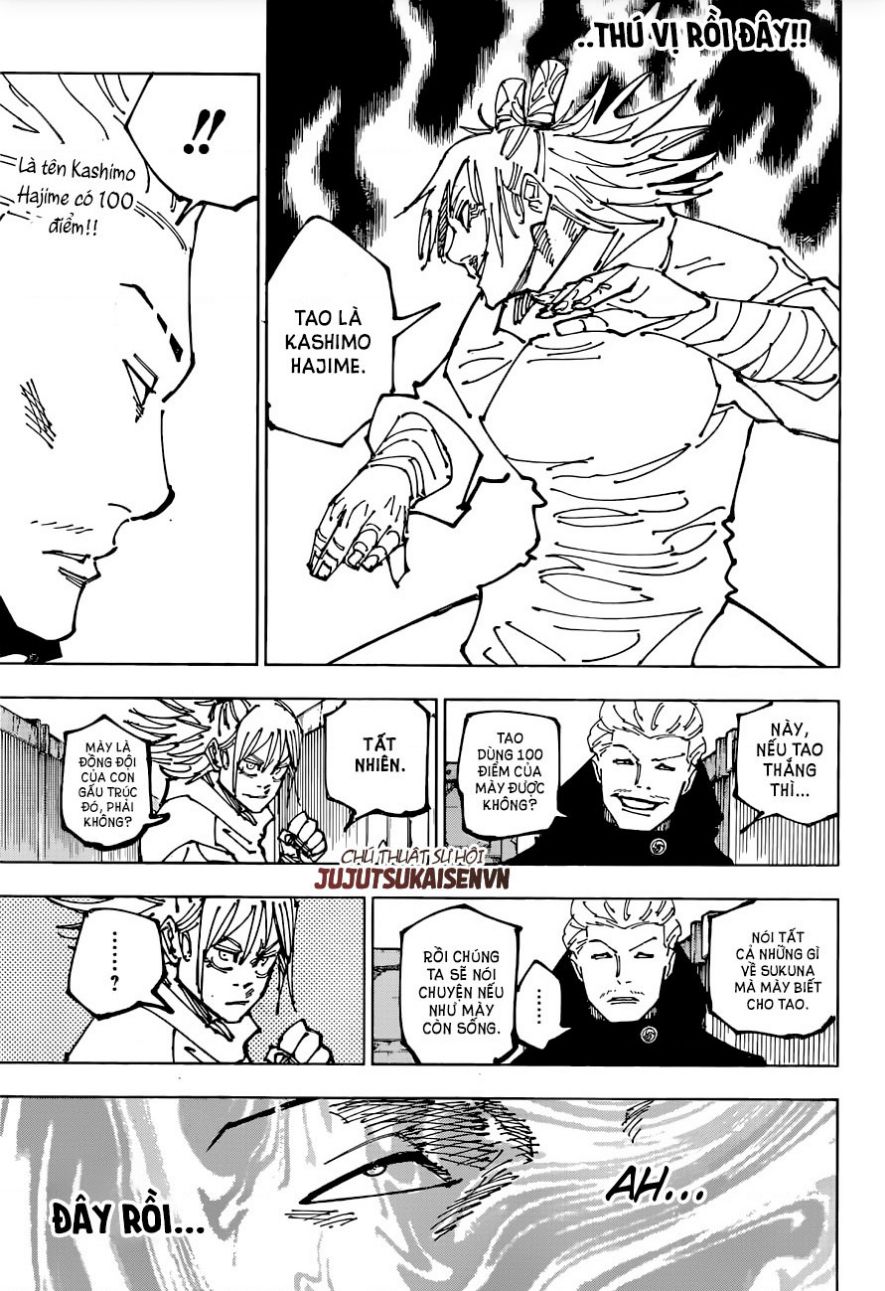 ..THÚ VỊ RỒI ĐÂY!!
TAO LÀ
KASHIMO
HAJIME.
!!
Là tên Kashimo
Hajime có 100
điểm!!
NÀY,
NẾU TAO
THẮNG
THÌ...
TAO
DÙNG 100
ĐIỂM CỦA
MÀY ĐƯỢC
KHÔNG?
TẤT
NHIÊN.
MÀY LÀ
ĐỒNG ĐỘI
CỦA CON
GẤU TRÚC
ĐÓ, PHẢI
KHÔNG?
CHÚ THUẬT SƯ HỘI
JUJUTSUKAISENVN
NÓI TẤT
CẢ NHỮNG GÌ
VỀ SUKUNA
MÀ MÀY BIẾT
CHO TAO.
......
RỒI CHÚNG
TA SẼ NÓI
CHUYỆN NẾU
NHƯ MÀY
CÒN SỐNG.
......
?
AH...
ĐÂY RỒI...